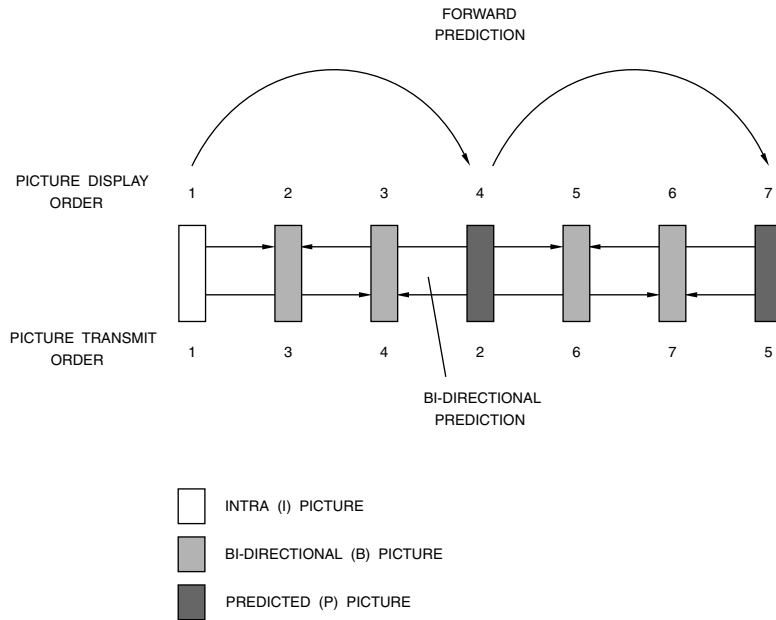 FORWARD
PREDICTION
PICTURE DISPLAY
ORDER
1 2 3 4 5 6 7
PICTURE TRANSMIT
ORDER
1 3 4 2 6 7 5
BI-DIRECTIONAL
PREDICTION
INTRA (I) PICTURE
BI-DIRECTIONAL (B) PICTURE
PREDICTED (P) PICTURE